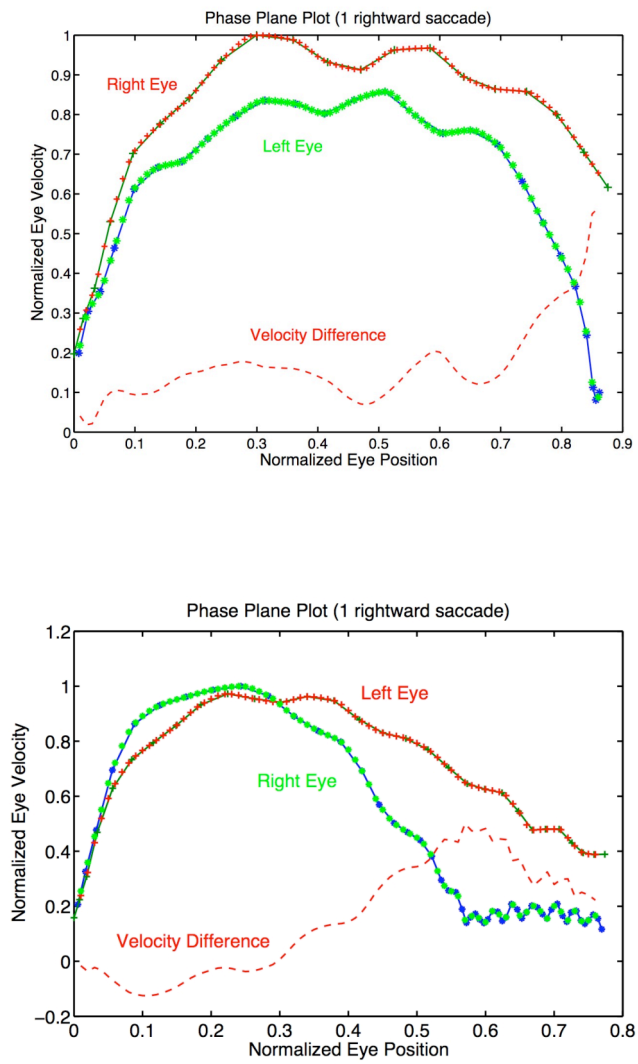 Phase Plane Plot (1 rightward saccade)
1
0.9
0.8
0.7
0.6
0.5
0.4
0.3
0.2
0.1
0
Normalized Eye Velocity
Right Eye
Left Eye
Velocity Difference
0 0.1 0.2 0.3 0.4 0.5 0.6 0.7 0.8 0.9
Normalized Eye Position
Phase Plane Plot (1 rightward saccade)
1.2
1
0.8
0.6
0.4
0.2
0
−0.2
Normalized Eye Velocity
Left Eye
Right Eye
Velocity Difference
0 0.1 0.2 0.3 0.4 0.5 0.6 0.7 0.8
Normalized Eye Position